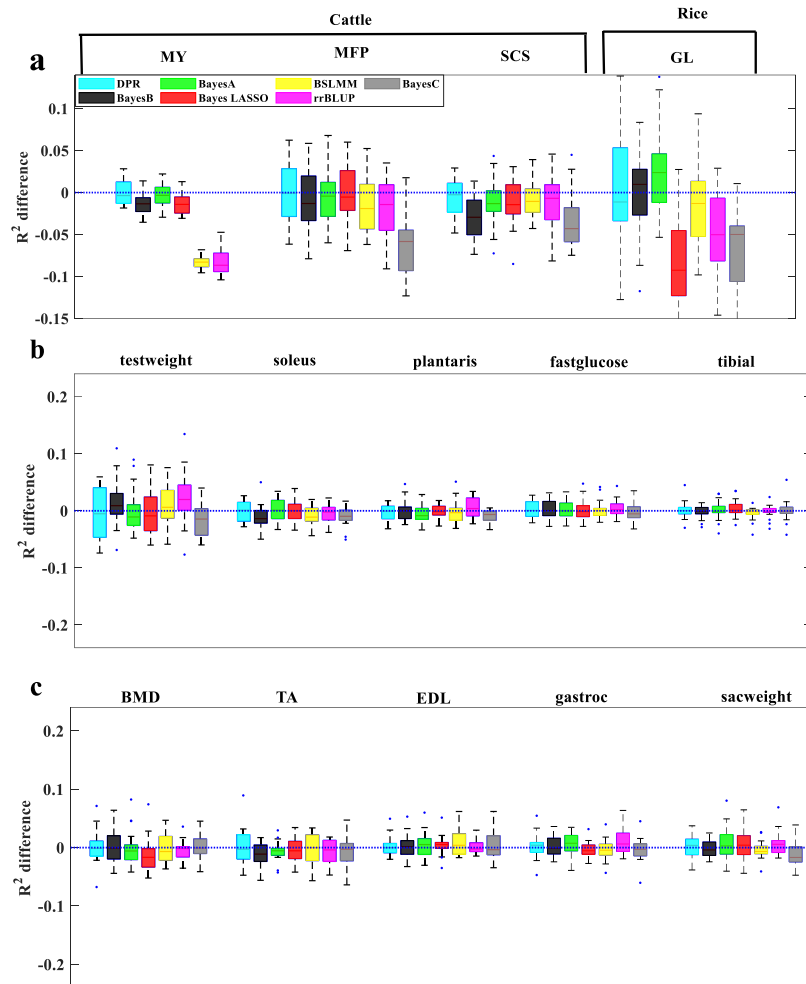 Cattle Rice
MY MFP SCS GL
a
DPR BayesA BSLMM BayesC
BayesB Bayes LASSO rrBLUP
0.1
0.05
0
-0.05
-0.1
-0.15
R² difference
b
testweight soleus plantaris fastglucose tibial
0.2
0.1
0
-0.1
-0.2
R² difference
c
BMD TA EDL gastroc sacweight
0.2
0.1
0
-0.1
-0.2
R² difference